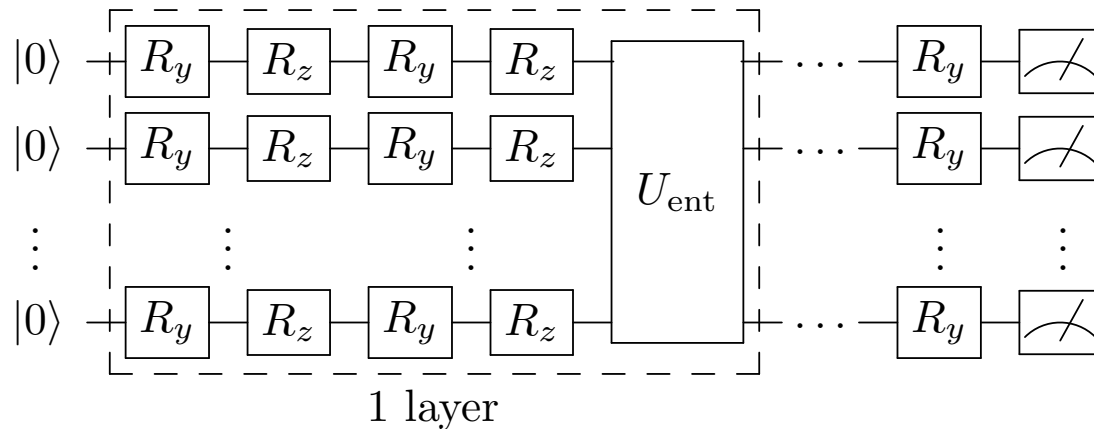 |0⟩ R_y R_z R_y R_z ⋯ R_y
|0⟩ R_y R_z R_y R_z ⋯ R_y
U_ent
⋮ ⋮ ⋮ ⋮ ⋮
|0⟩ R_y R_z R_y R_z ⋯ R_y
1 layer